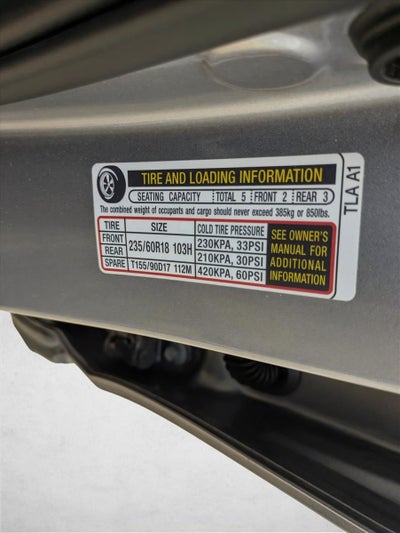 TIRE AND LOADING INFORMATION
SEATING CAPACITY TOTAL 5 FRONT 2 REAR 3
The combined weight of occupants and cargo should never exceed 385kg or 850lbs.
TIRE SIZE COLD TIRE PRESSURE
FRONT 235/60R18 103H 230KPA, 33PSI
REAR 210KPA, 30PSI
SPARE T155/90D17 112M 420KPA, 60PSI
SEE OWNER'S
MANUAL FOR
ADDITIONAL
INFORMATION
TLA A1